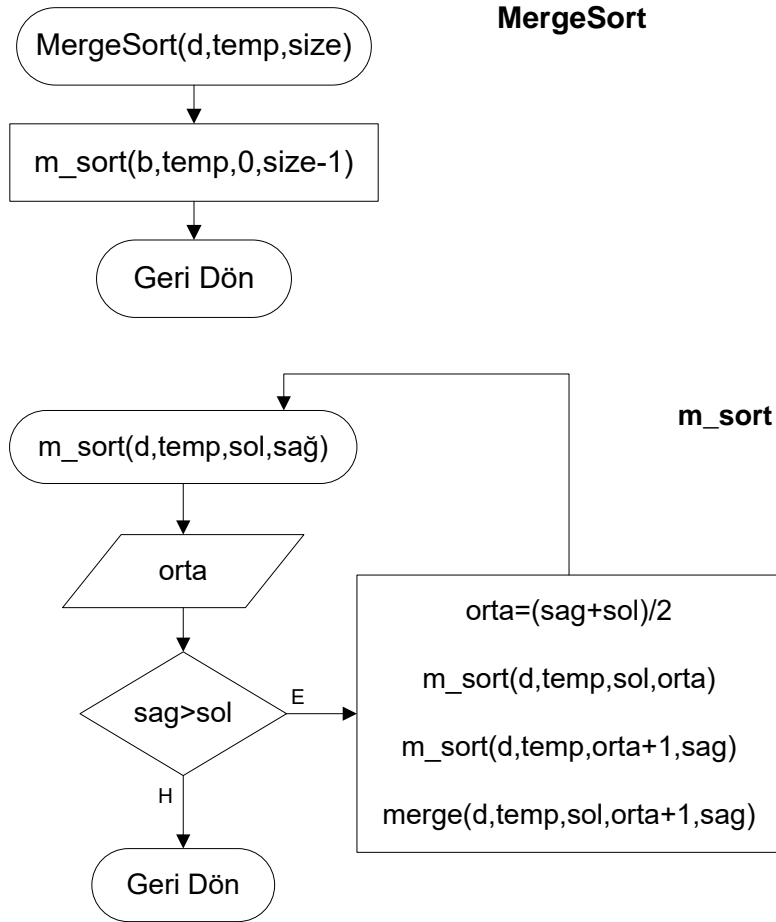 MergeSort
MergeSort(d,temp,size)
m_sort(b,temp,0,size-1)
Geri Dön
m_sort
m_sort(d,temp,sol,sağ)
orta
sag>sol
E
H
orta=(sag+sol)/2
m_sort(d,temp,sol,orta)
m_sort(d,temp,orta+1,sag)
merge(d,temp,sol,orta+1,sag)
Geri Dön